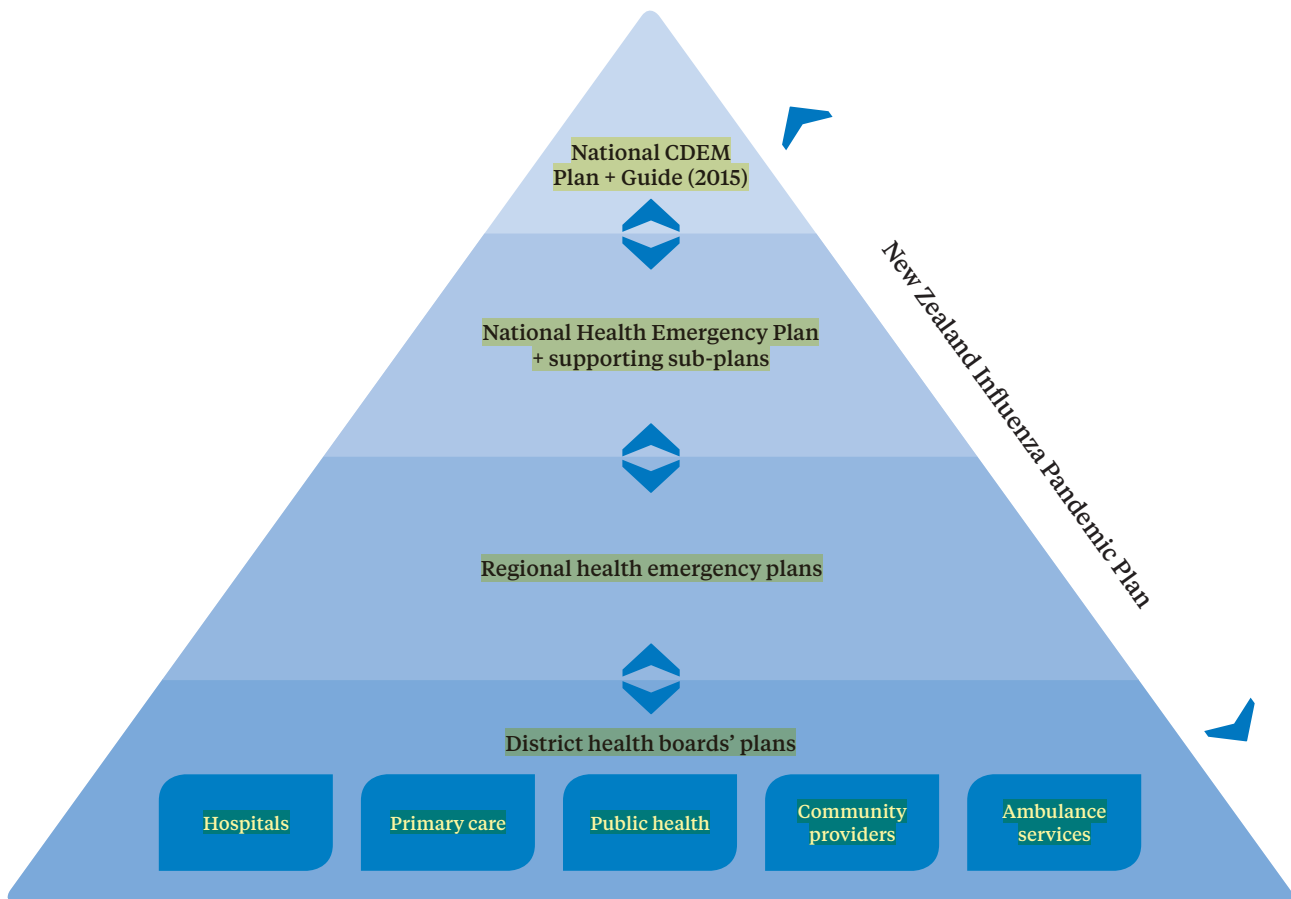 National CDEM
Plan + Guide (2015)
National Health Emergency Plan
+ supporting sub-plans
New Zealand Influenza Pandemic Plan
Regional health emergency plans
District health boards’ plans
Hospitals
Primary care
Public health
Community
providers
Ambulance
services